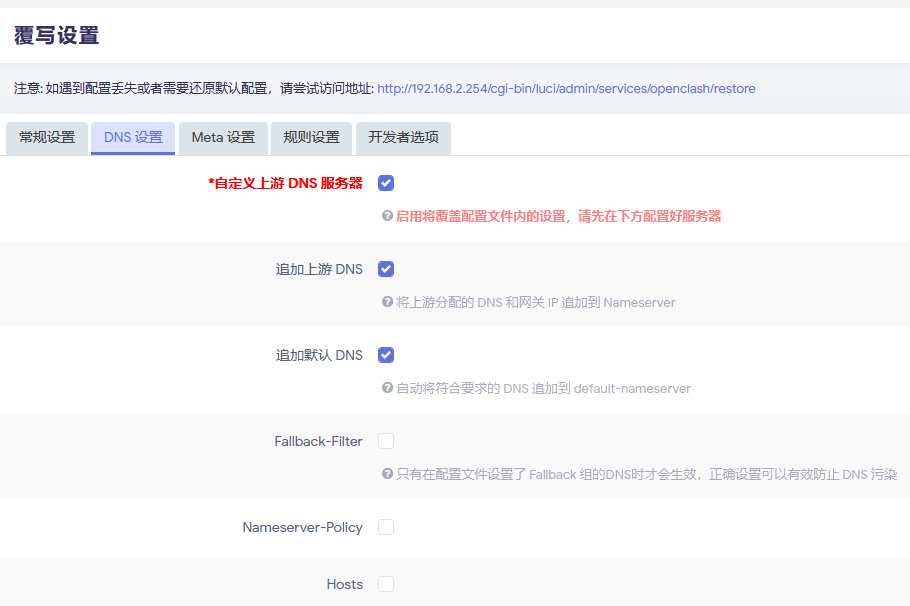 覆写设置
注意: 如遇到配置丢失或者需要还原默认配置，请尝试访问地址: http://192.168.2.254/cgi-bin/luci/admin/services/openclash/restore
常规设置 DNS 设置 Meta 设置 规则设置 开发者选项
*自定义上游 DNS 服务器
启用将覆盖配置文件内的设置，请先在下方配置好服务器
追加上游 DNS
将上游分配的 DNS 和网关 IP 追加到 Nameserver
追加默认 DNS
自动将符合要求的 DNS 追加到 default-nameserver
Fallback-Filter
只有在配置文件设置了 Fallback 组的DNS时才会生效，正确设置可以有效防止 DNS 污染
Nameserver-Policy
Hosts